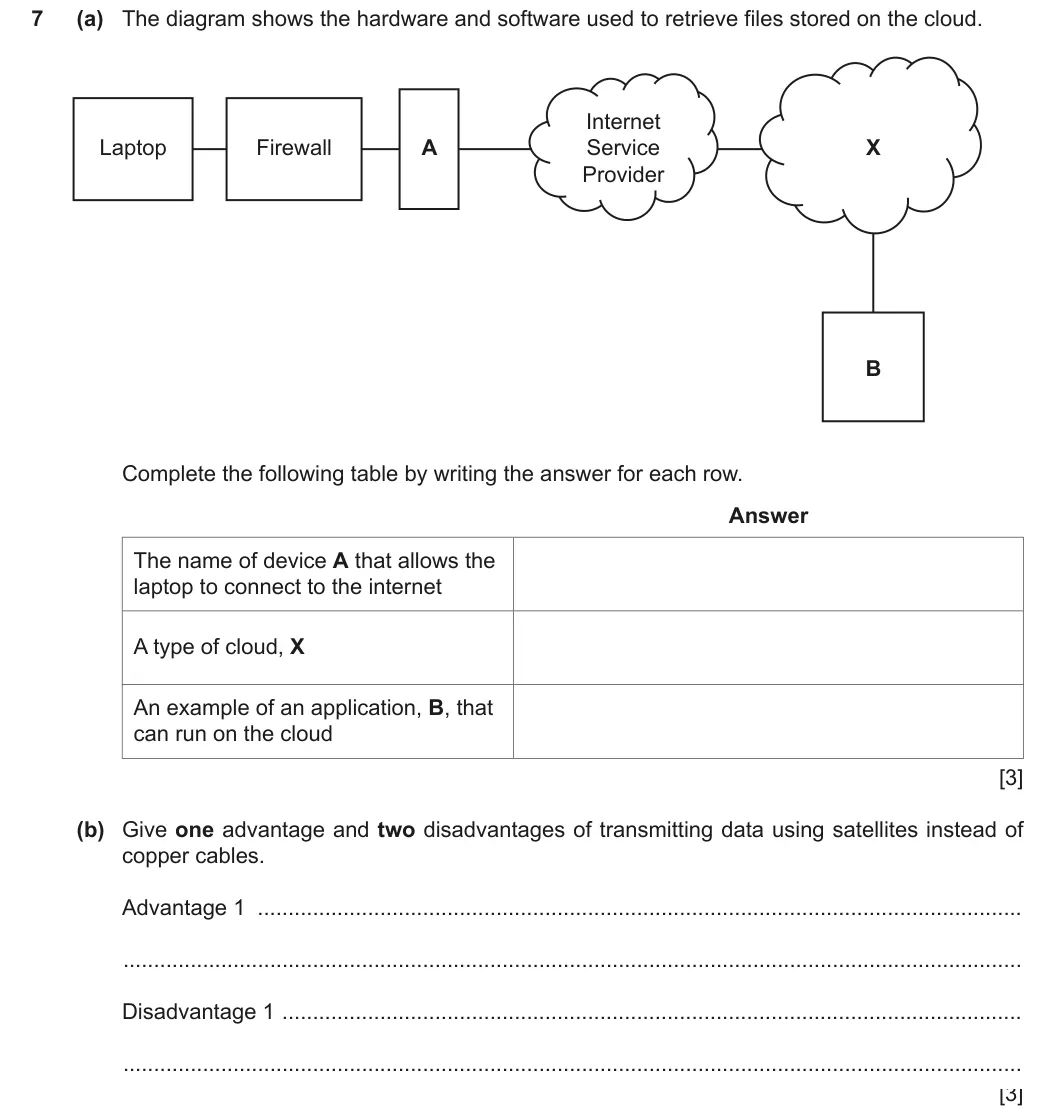 7 (a) The diagram shows the hardware and software used to retrieve files stored on the cloud.
Laptop
Firewall
A
Internet
Service
Provider
X
B
Complete the following table by writing the answer for each row.
Answer
The name of device A that allows the
laptop to connect to the internet
A type of cloud, X
An example of an application, B, that
can run on the cloud
[3]
(b) Give one advantage and two disadvantages of transmitting data using satellites instead of
copper cables.
Advantage 1 ................................................................
................................................................
Disadvantage 1 ................................................................
................................................................
[3]